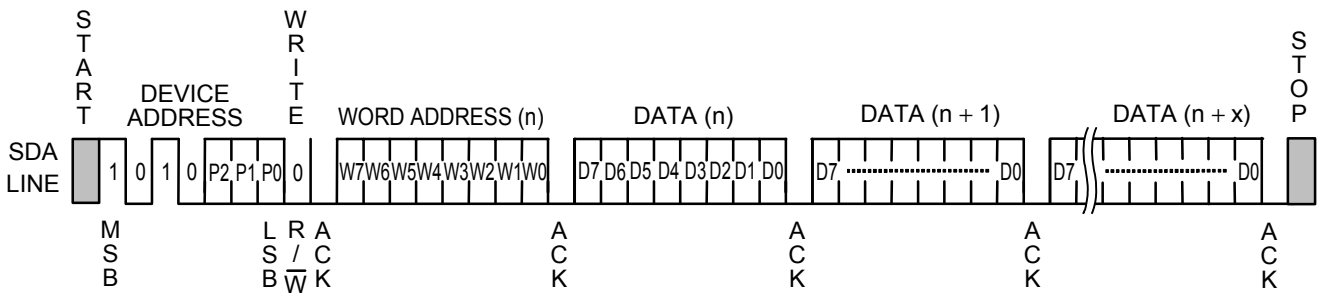 START
WRITE
STOP
DEVICE
ADDRESS
WORD ADDRESS (n)
DATA (n)
DATA (n + 1)
DATA (n + x)
SDA
LINE
1 0 1 0 P2 P1 P0 0 W7 W6 W5 W4 W3 W2 W1 W0 D7 D6 D5 D4 D3 D2 D1 D0 D7 D0 D7 D0
MSB
LSB
R/W̅
ACK
ACK
ACK
ACK
ACK